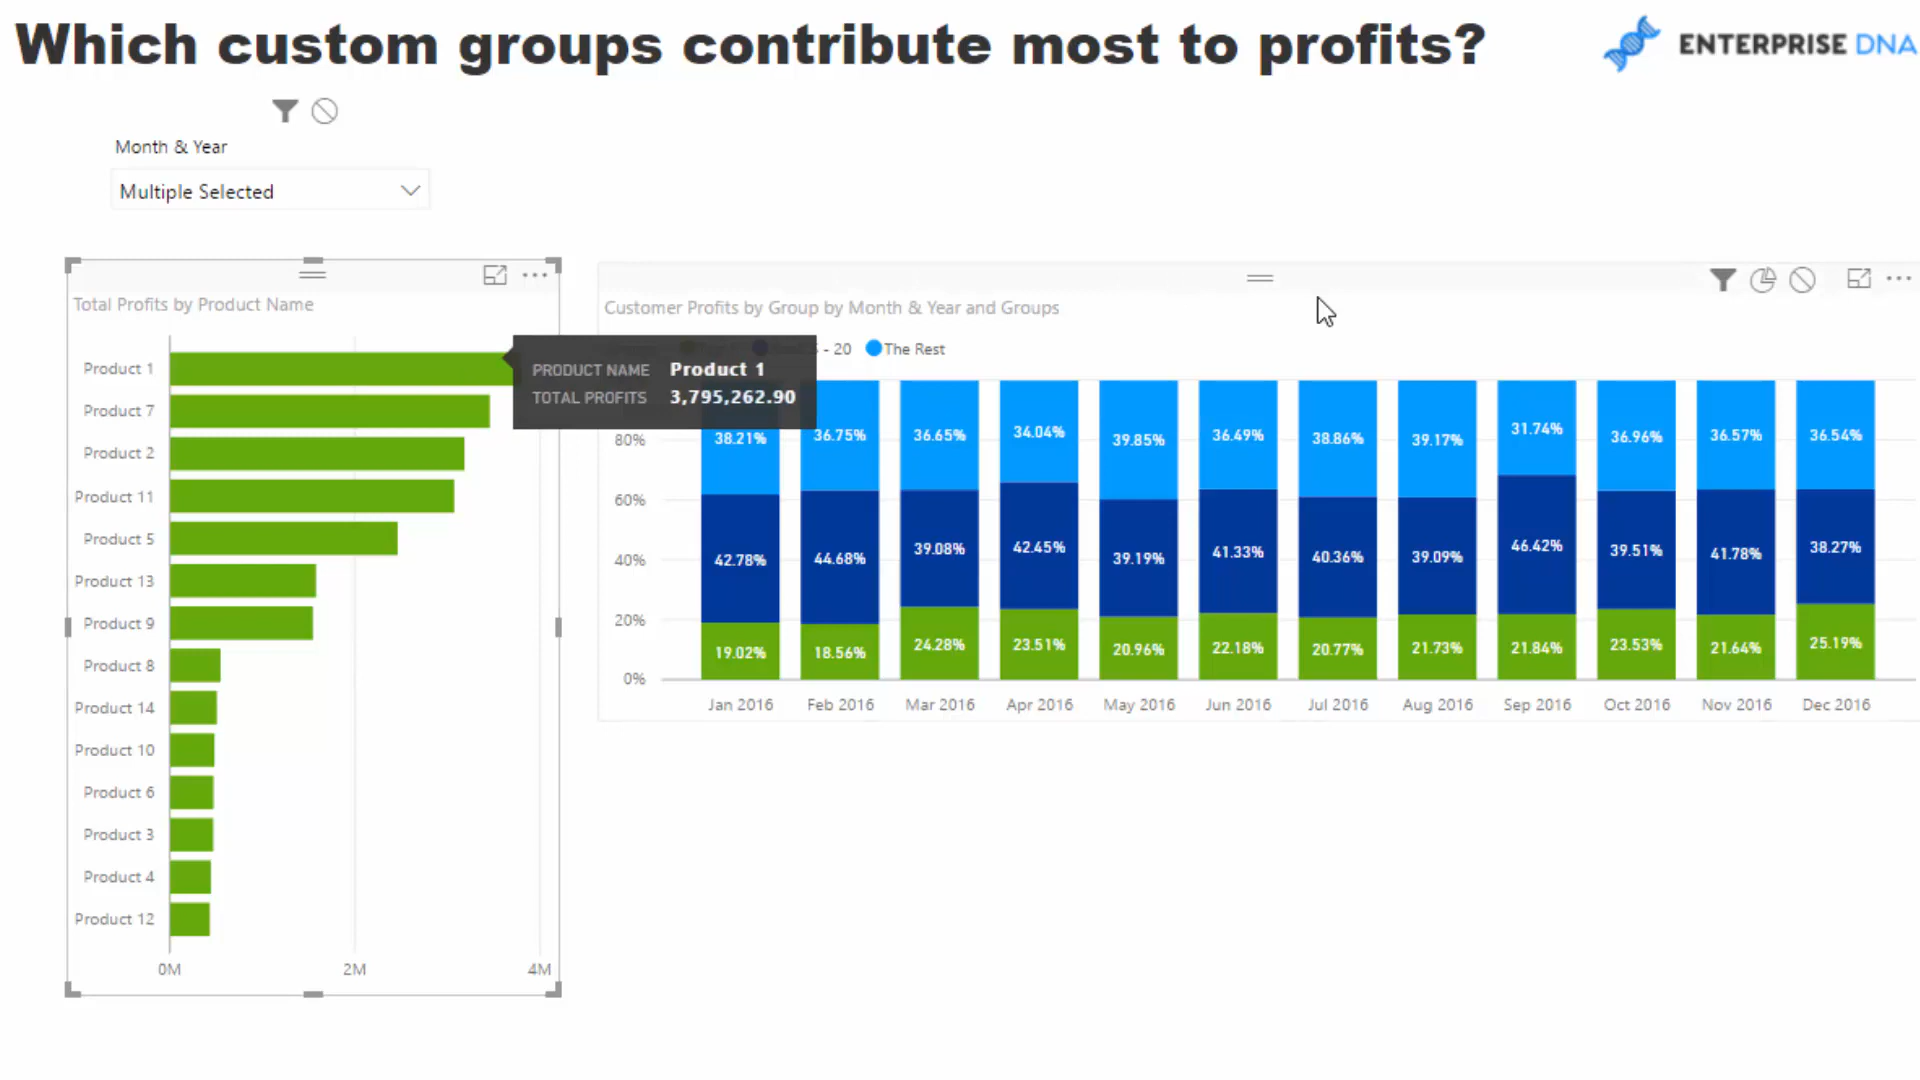 Which custom groups contribute most to profits?
ENTERPRISE DNA
Month & Year
Multiple Selected
Total Profits by Product Name
Product 1
Product 7
Product 2
Product 11
Product 5
Product 13
Product 9
Product 8
Product 14
Product 10
Product 6
Product 3
Product 4
Product 12
0M 2M 4M
PRODUCT NAME Product 1
TOTAL PROFITS 3,795,262.90
Customer Profits by Group by Month & Year and Groups
- 20 The Rest
80%
60%
40%
20%
0%
38.21% 36.75% 36.65% 34.04% 39.85% 36.49% 38.86% 39.17% 31.74% 36.96% 36.57% 36.54%
42.78% 44.68% 39.08% 42.45% 39.19% 41.33% 40.36% 39.09% 46.42% 39.51% 41.78% 38.27%
19.02% 18.56% 24.28% 23.51% 20.96% 22.18% 20.77% 21.73% 21.84% 23.53% 21.64% 25.19%
Jan 2016 Feb 2016 Mar 2016 Apr 2016 May 2016 Jun 2016 Jul 2016 Aug 2016 Sep 2016 Oct 2016 Nov 2016 Dec 2016